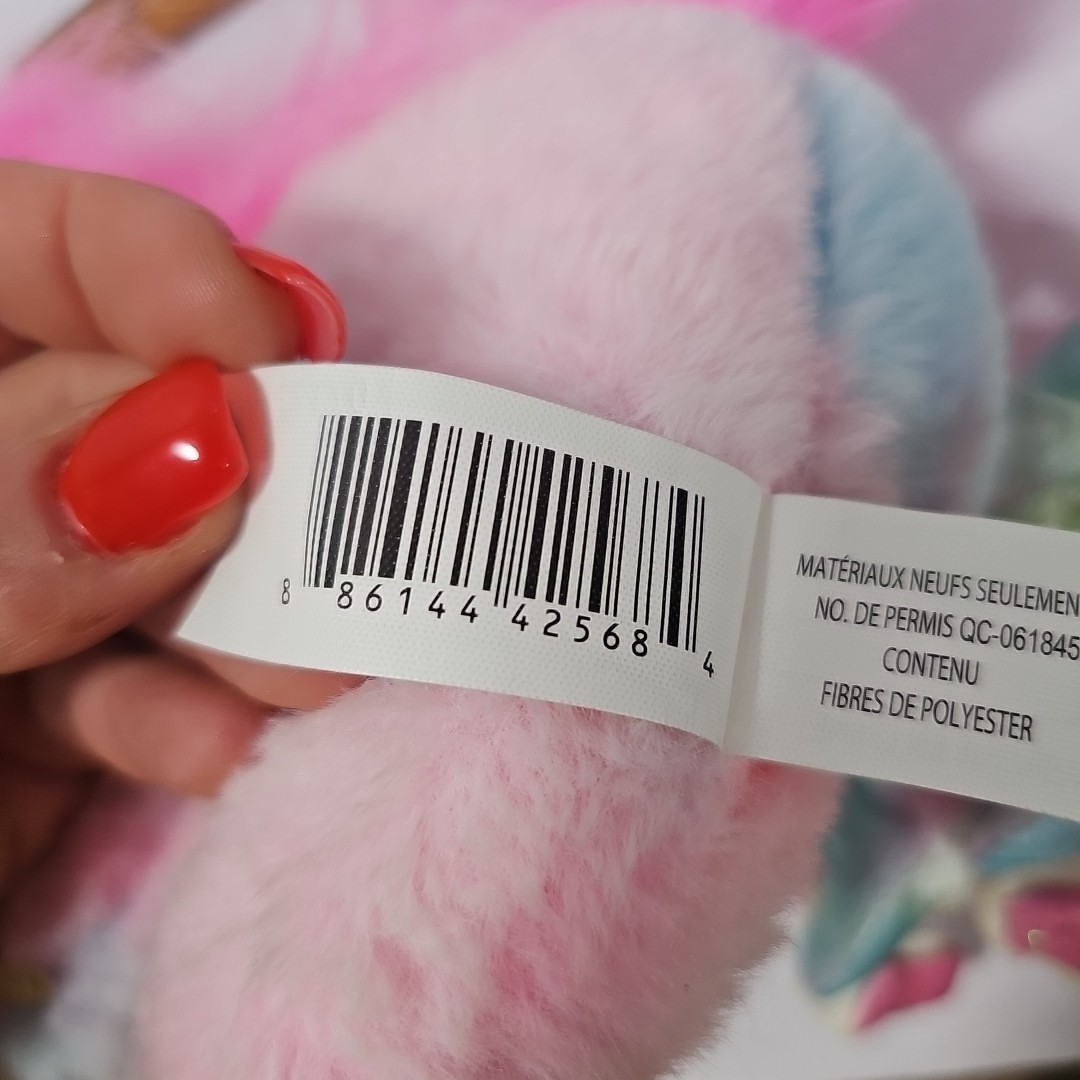 8 86144 42568 4
MATÉRIAUX NEUFS SEULEMEN
NO. DE PERMIS QC-061845
CONTENU
FIBRES DE POLYESTER